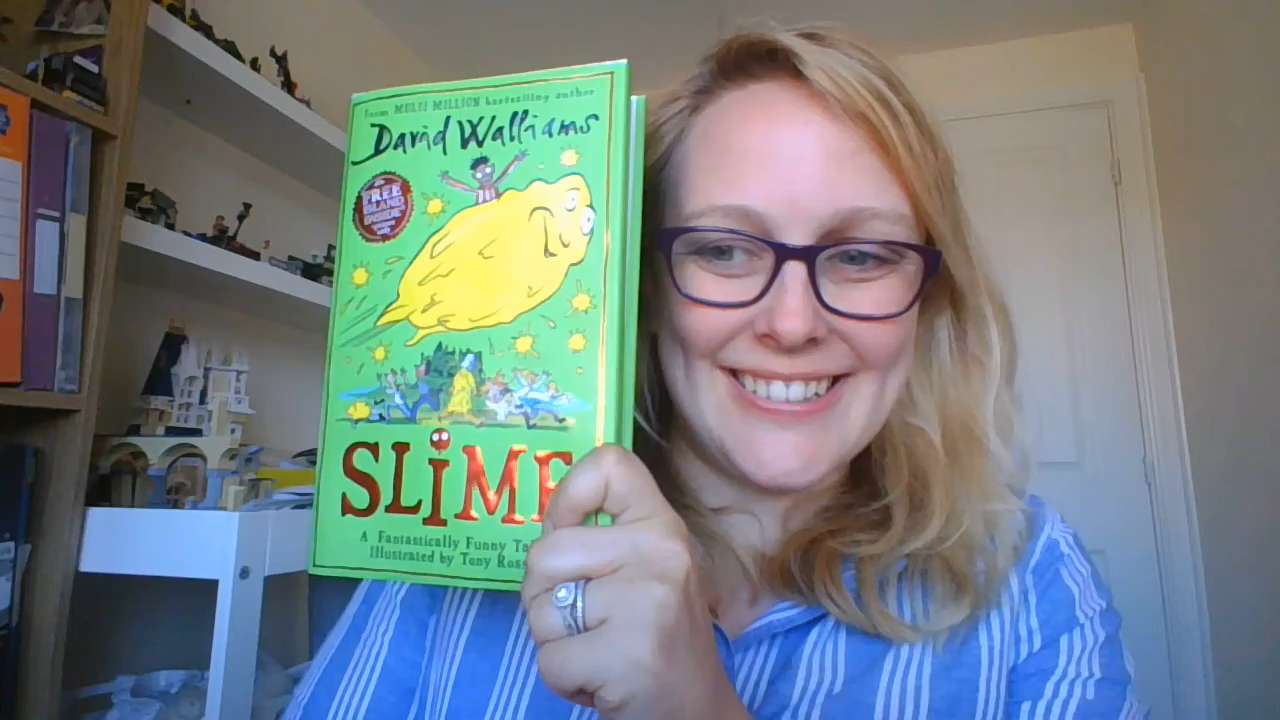 From MULTI-MILLION bestselling author
David Walliams
FREE
ISLAND
INSIDE
SLiME
A Fantastically Funny Ta
Illustrated by Tony Ross